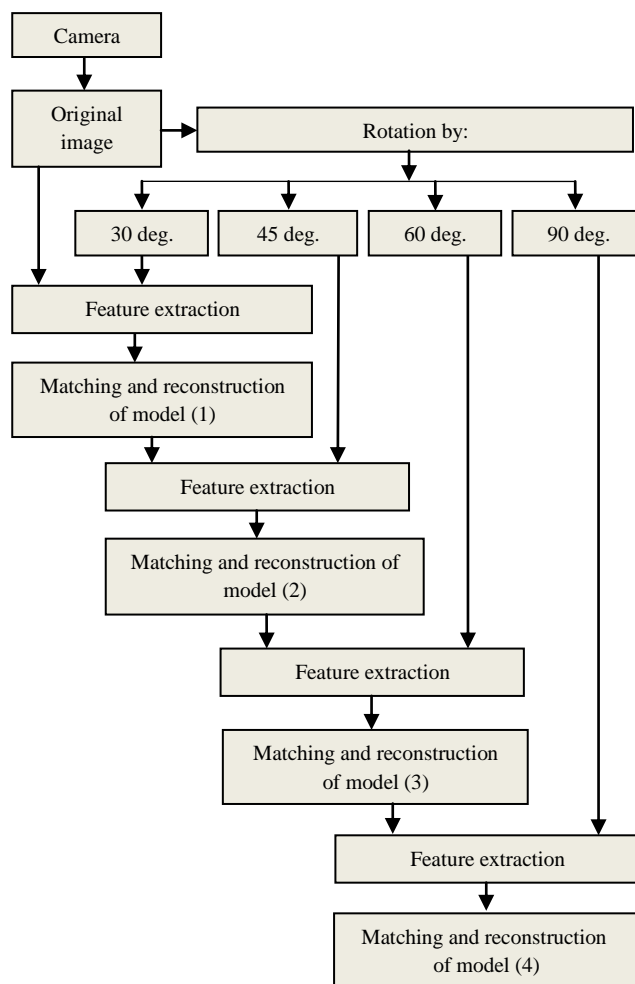 Camera
Original
image
Rotation by:
30 deg.
45 deg.
60 deg.
90 deg.
Feature extraction
Matching and reconstruction
of model (1)
Feature extraction
Matching and reconstruction of
model (2)
Feature extraction
Matching and reconstruction
of model (3)
Feature extraction
Matching and reconstruction
of model (4)